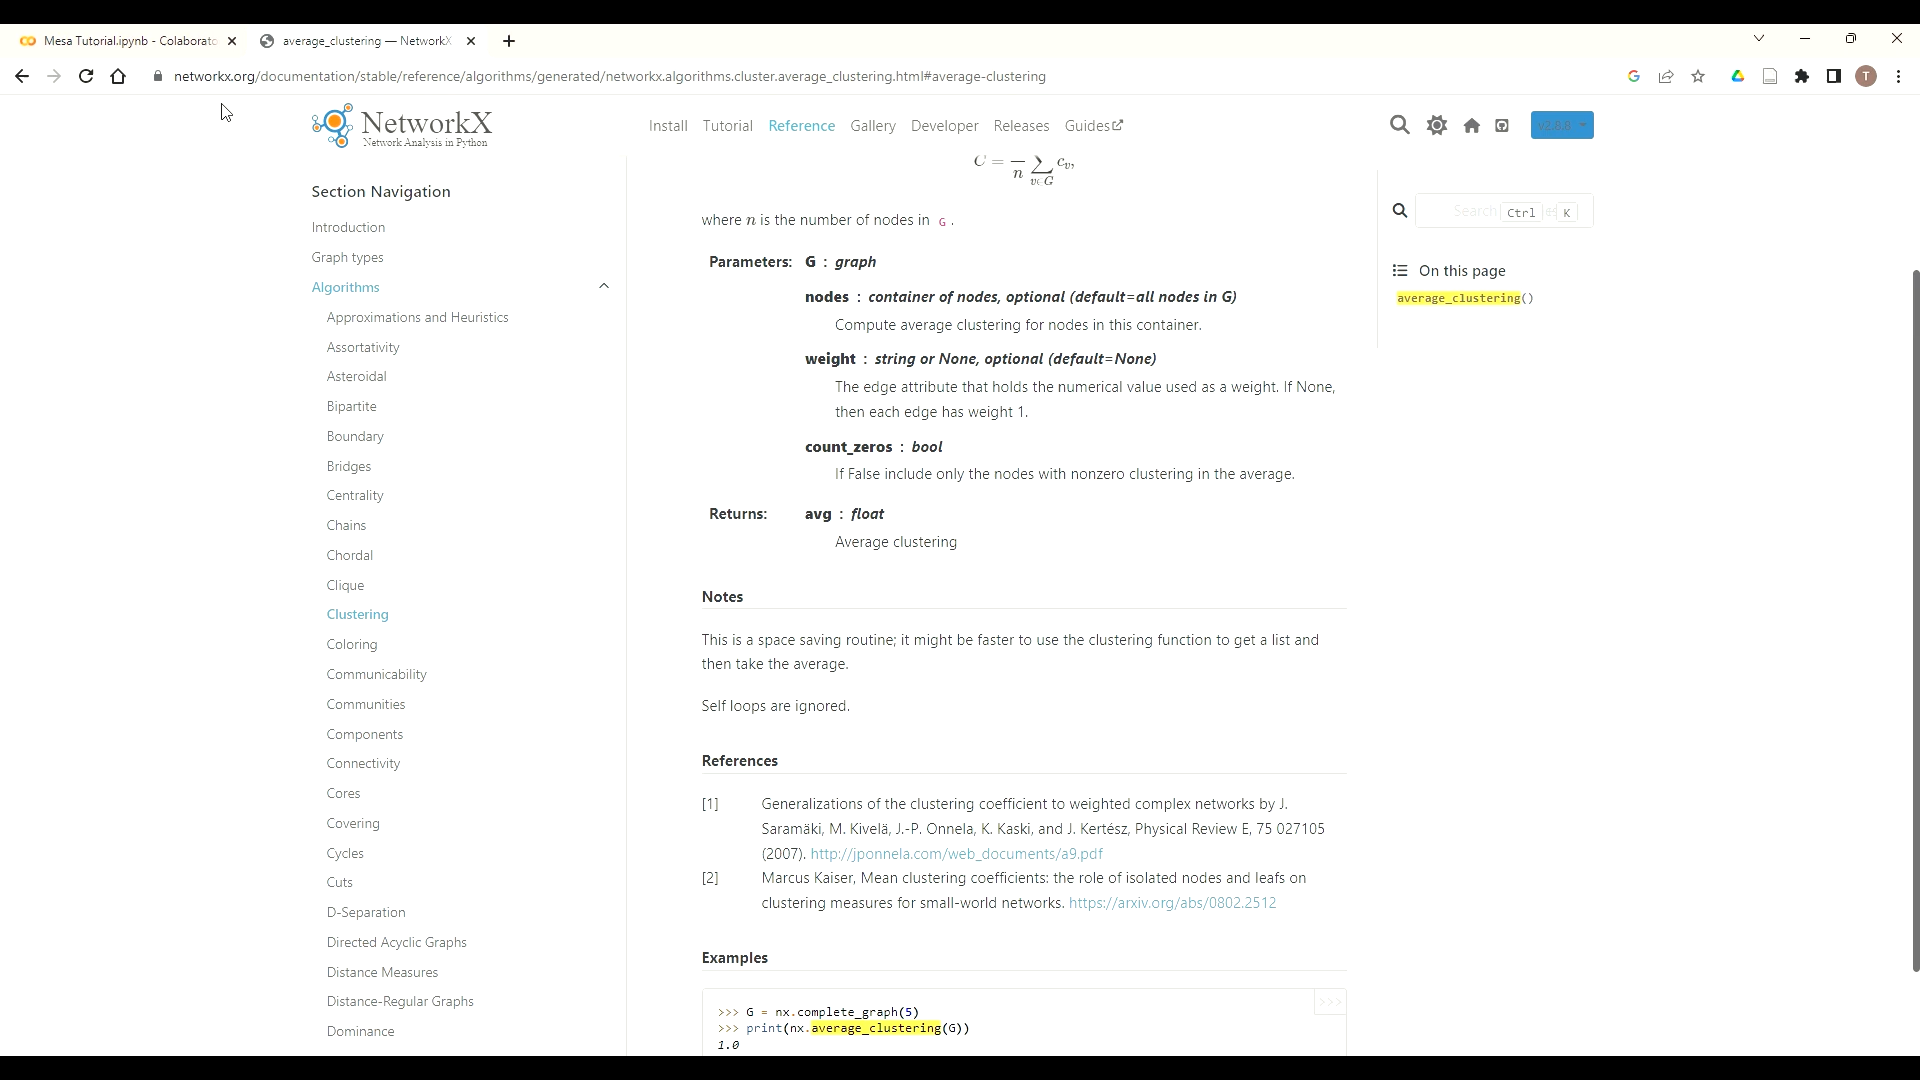 Mesa Tutorial.ipynb - Colaborato
average_clustering — NetworkX
networkx.org/documentation/stable/reference/algorithms/generated/networkx.algorithms.cluster.average_clustering.html#average-clustering
T
NetworkX
Network Analysis in Python
Install Tutorial Reference Gallery Developer Releases Guides
v2.8.8
Section Navigation
Introduction
Graph types
Algorithms
Approximations and Heuristics
Assortativity
Asteroidal
Bipartite
Boundary
Bridges
Centrality
Chains
Chordal
Clique
Clustering
Coloring
Communicability
Communities
Components
Connectivity
Cores
Covering
Cycles
Cuts
D-Separation
Directed Acyclic Graphs
Distance Measures
Distance-Regular Graphs
Dominance
C = — n ∑ v∈G c_v,
where n is the number of nodes in G .
Parameters: G : graph
nodes : container of nodes, optional (default=all nodes in G)
Compute average clustering for nodes in this container.
weight : string or None, optional (default=None)
The edge attribute that holds the numerical value used as a weight. If None,
then each edge has weight 1.
count_zeros : bool
If False include only the nodes with nonzero clustering in the average.
Returns: avg : float
Average clustering
Notes
This is a space saving routine; it might be faster to use the clustering function to get a list and
then take the average.
Self loops are ignored.
References
[1] Generalizations of the clustering coefficient to weighted complex networks by J.
Saramäki, M. Kivelä, J.-P. Onnela, K. Kaski, and J. Kertész, Physical Review E, 75 027105
(2007). http://jponnela.com/web_documents/a9.pdf
[2] Marcus Kaiser, Mean clustering coefficients: the role of isolated nodes and leafs on
clustering measures for small-world networks. https://arxiv.org/abs/0802.2512
Examples
>>> G = nx.complete_graph(5)
>>> print(nx.average_clustering(G))
1.0
>>>
Search Ctrl K
On this page
average_clustering()